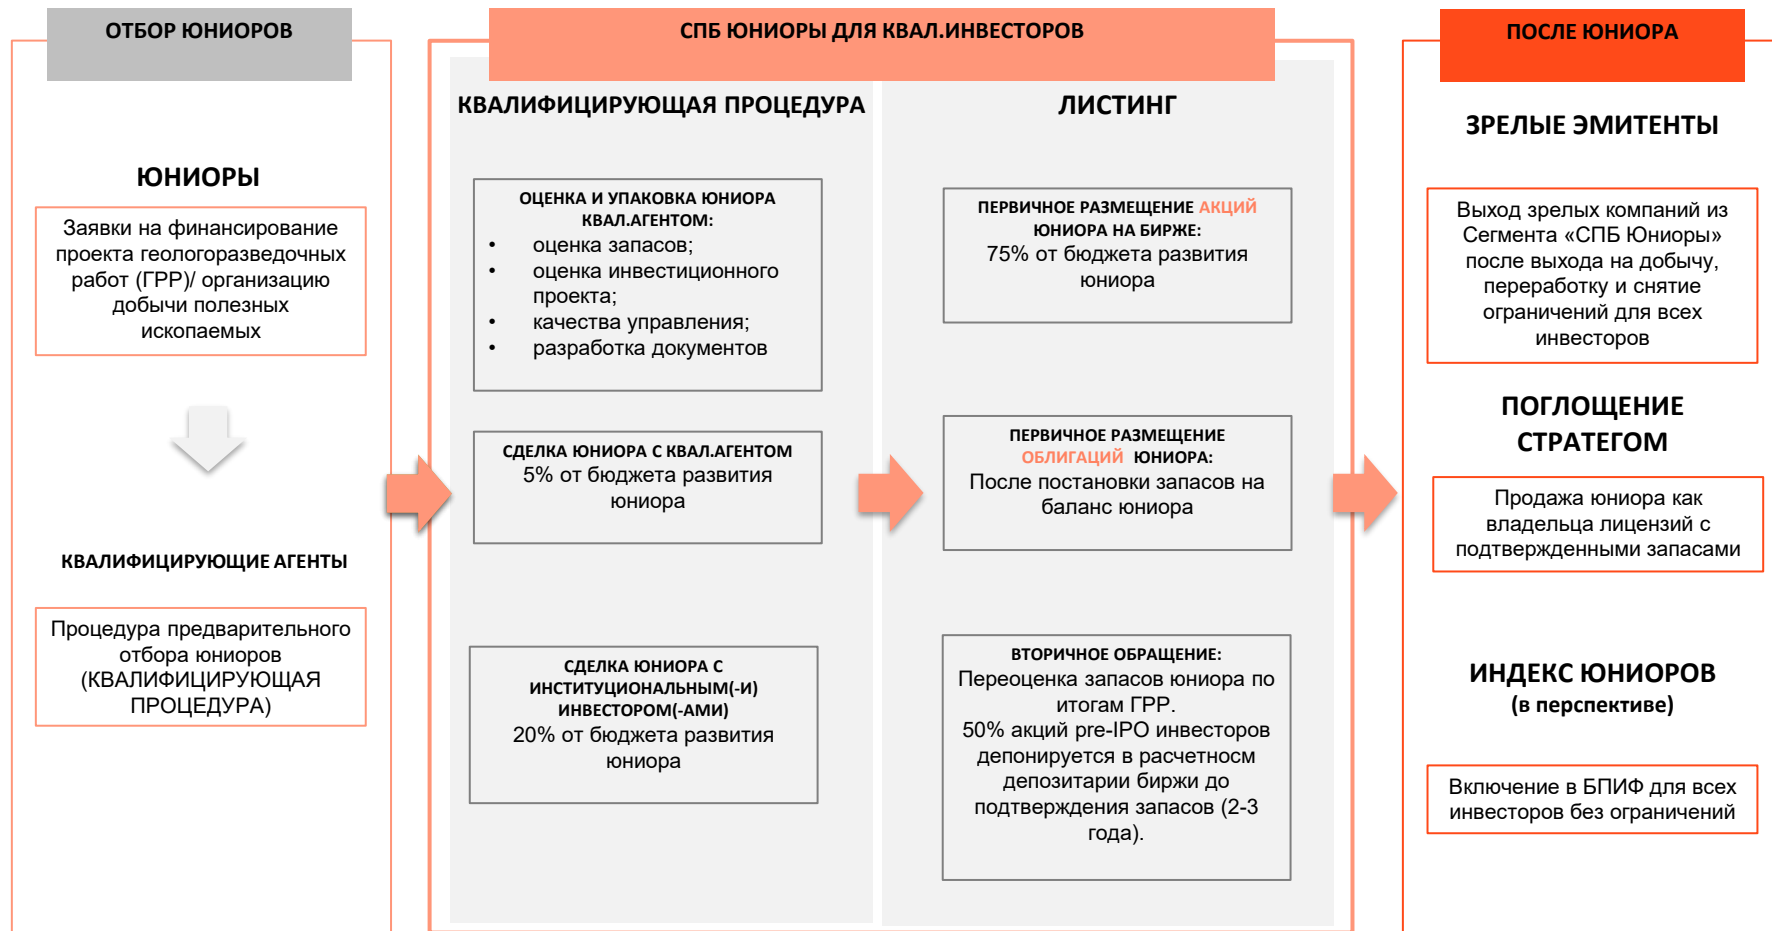 ОТБОР ЮНИОРОВ
ЮНИОРЫ
Заявки на финансирование
проекта геологоразведочных
работ (ГРР)/ организацию
добычи полезных
ископаемых
КВАЛИФИЦИРУЮЩИЕ АГЕНТЫ
Процедура предварительного
отбора юниоров
(КВАЛИФИЦИРУЮЩАЯ
ПРОЦЕДУРА)
СПБ ЮНИОРЫ ДЛЯ КВАЛ.ИНВЕСТОРОВ
КВАЛИФИЦИРУЮЩАЯ ПРОЦЕДУРА
ОЦЕНКА И УПАКОВКА ЮНИОРА
КВАЛ.АГЕНТОМ:
• оценка запасов;
• оценка инвестиционного
проекта;
• качества управления;
• разработка документов
СДЕЛКА ЮНИОРА С КВАЛ.АГЕНТОМ
5% от бюджета развития
юниора
СДЕЛКА ЮНИОРА С
ИНСТИТУЦИОНАЛЬНЫМ(-И)
ИНВЕСТОРОМ(-АМИ)
20% от бюджета развития
юниора
ЛИСТИНГ
ПЕРВИЧНОЕ РАЗМЕЩЕНИЕ АКЦИЙ
ЮНИОРА НА БИРЖЕ:
75% от бюджета развития
юниора
ПЕРВИЧНОЕ РАЗМЕЩЕНИЕ
ОБЛИГАЦИЙ ЮНИОРА:
После постановки запасов на
баланс юниора
ВТОРИЧНОЕ ОБРАЩЕНИЕ:
Переоценка запасов юниора по
итогам ГРР.
50% акций pre-IPO инвесторов
депонируется в расчетносм
депозитарии биржи до
подтверждения запасов (2-3
года).
ПОСЛЕ ЮНИОРА
ЗРЕЛЫЕ ЭМИТЕНТЫ
Выход зрелых компаний из
Сегмента «СПБ Юниоры»
после выхода на добычу,
переработку и снятие
ограничений для всех
инвесторов
ПОГЛОЩЕНИЕ
СТРАТЕГОМ
Продажа юниора как
владельца лицензий с
подтвержденными запасами
ИНДЕКС ЮНИОРОВ
(в перспективе)
Включение в БПИФ для всех
инвесторов без ограничений